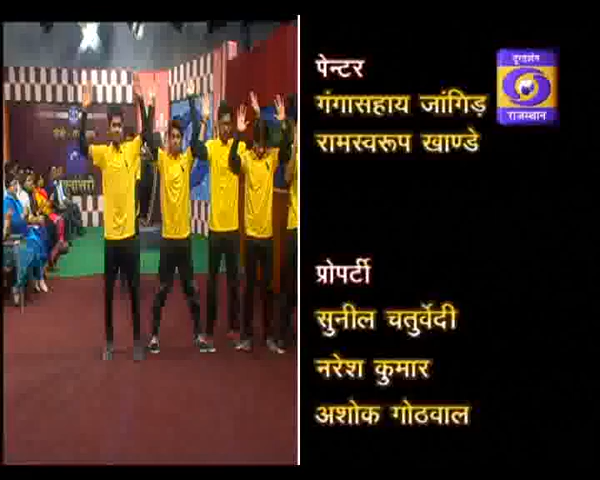 पेन्टर
गंगासहाय जांगिड़
रामस्वरूप खाण्डे
दूरदर्शन
राजस्थान
प्रोपर्टी
सुनील चतुर्वेदी
नरेश कुमार
अशोक गोठवाल